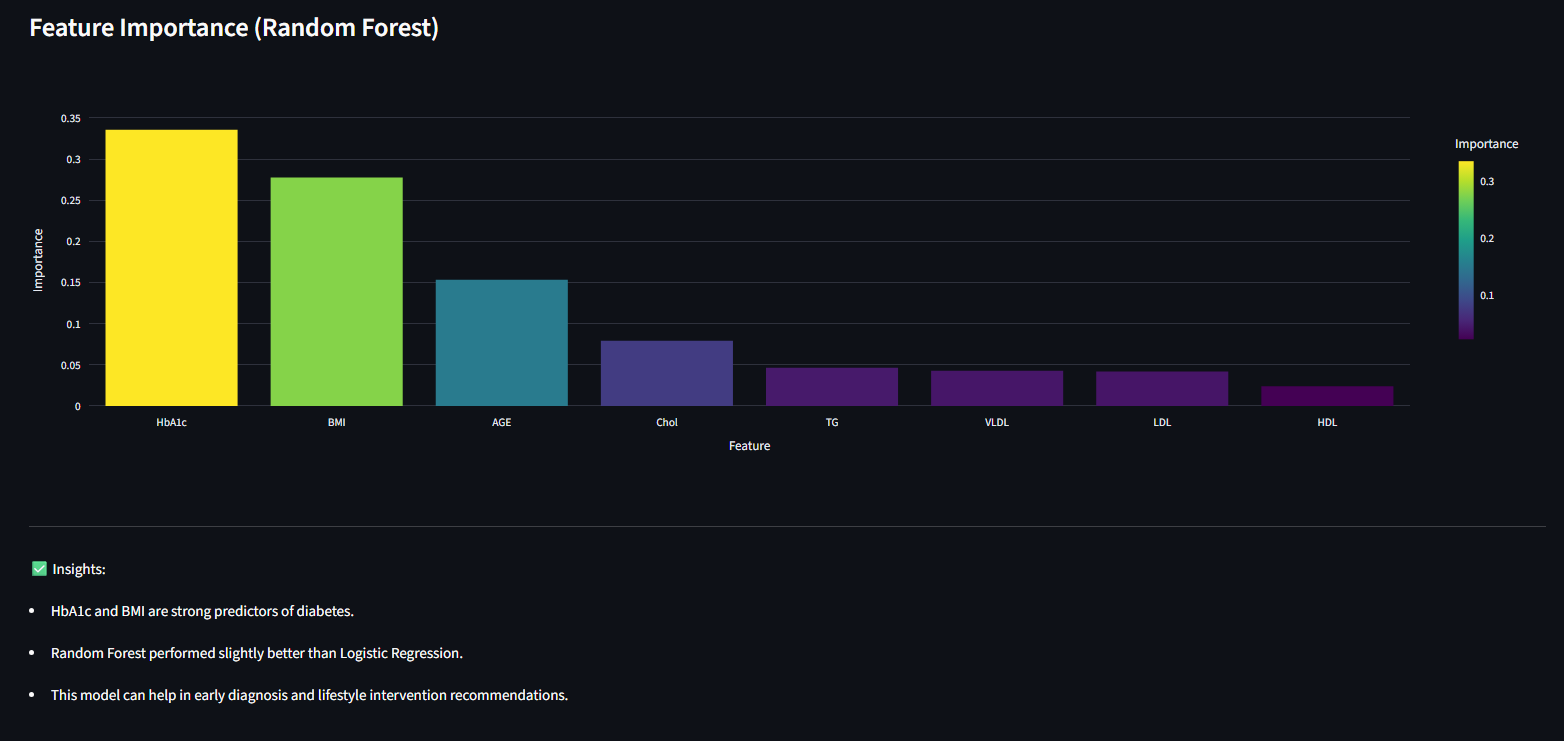 Feature Importance (Random Forest)
Importance
0.35
0.3
0.25
0.2
0.15
0.1
0.05
0
HbA1c BMI AGE Chol TG VLDL LDL HDL
Feature
Importance
0.3
0.2
0.1
✅ Insights:
• HbA1c and BMI are strong predictors of diabetes.
• Random Forest performed slightly better than Logistic Regression.
• This model can help in early diagnosis and lifestyle intervention recommendations.